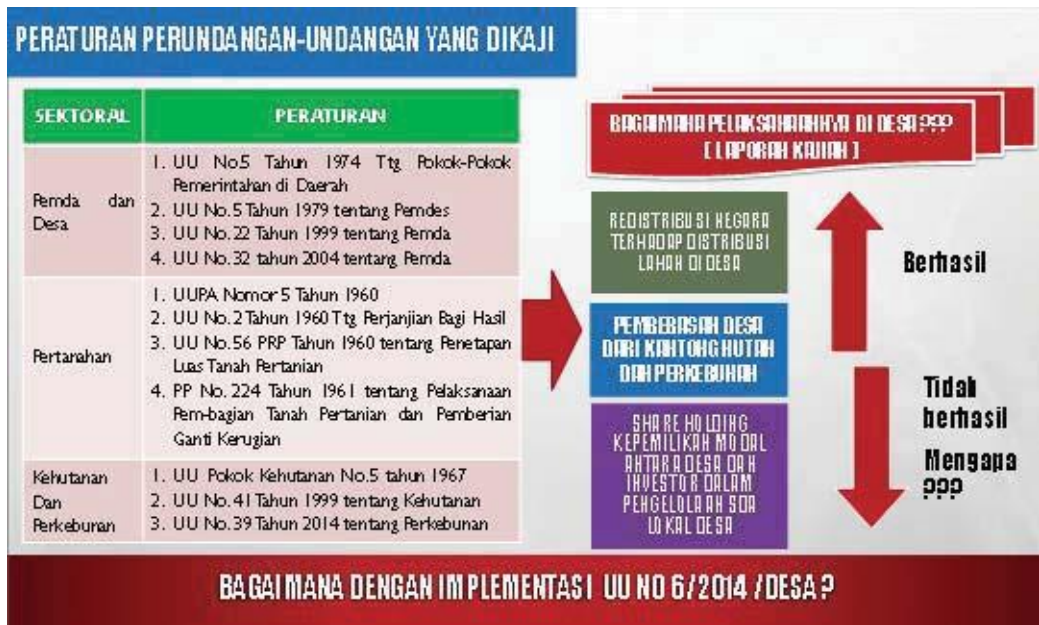 PERATURAN PERUNDANGAN-UNDANGAN YANG DIKAJI
SEKTORAL
PERATURAN
Pemda dan
Desa
1. UU No.5 Tahun 1974 Ttg Pokok-Pokok
Pemerintahan di Daerah
2. UU No.5 Tahun 1979 tentang Pemdes
3. UU No.22 Tahun 1999 tentang Pemda
4. UU No.32 tahun 2004 tentang Pemda
Pertarahan
1. UUPA Nomor 5 Tahun 1960
2. UU No.2 Tahun 1960 Ttg Perjanjian Bagi Hasil
3. UU No.56 PRP Tahun 1960 tentang Penetapan
Luas Tanah Pertanian
4. PP No.224 Tahun 1961 tentang Pelaksanaan
Pem-bagian Tanah Pertanian dan Pemberian
Ganti Kerugian
Kehutanan
Dan
Perkebunan
1. UU Pokok Kehutanan No.5 tahun 1967
2. UU No.41 Tahun 1999 tentang Kehutanan
3. UU No.39 Tahun 2014 tentang Perkebunan
BAGAIMANA PELAKSANAANNYA DI DESA ???
[ LAPORAN KAJIAN ]
REDISTRIBUSI NEGARA
TERHADAP DISTRIBUSI
LAHAN DI DESA
PEMBEBASAN DESA
DARI KANTONG HUTAN
DAN PERKEBUNAN
SHARE HOLDING
KEPEMILIKAN MODAL
ANTARA DESA DAN
INVESTOR DALAM
PENGELOLAAN SDA
LOKAL DESA
Berhasil
Tidak
berhasil
Mengapa
???
BAGAIMANA DENGAN IMPLEMENTASI UU NO 6/2014 /DESA ?